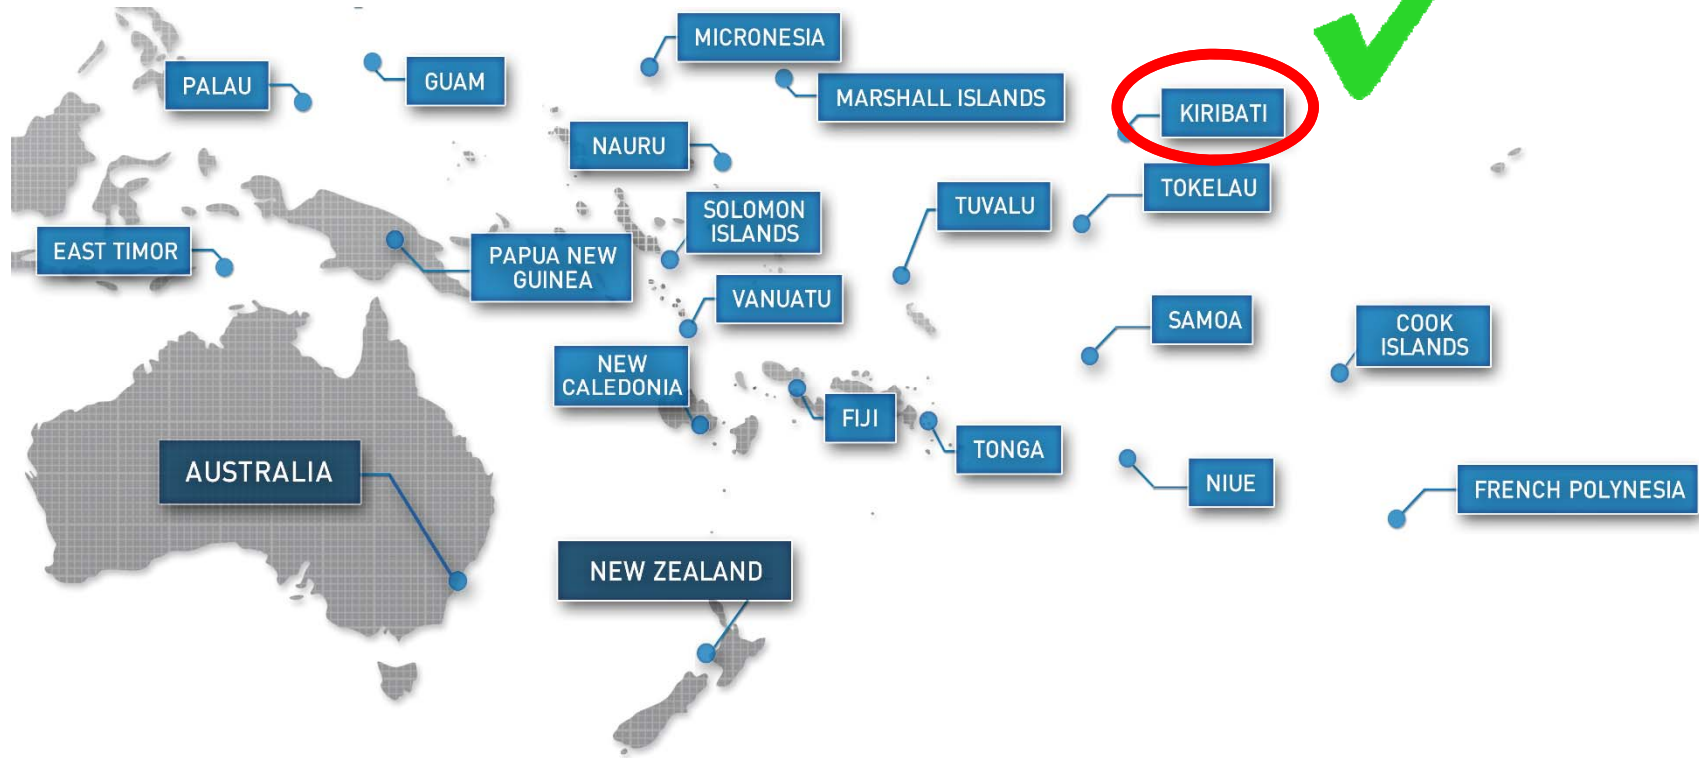 MICRONESIA
PALAU
GUAM
MARSHALL ISLANDS
KIRIBATI
NAURU
TOKELAU
SOLOMON
ISLANDS
TUVALU
EAST TIMOR
PAPUA NEW
GUINEA
VANUATU
SAMOA
COOK
ISLANDS
NEW
CALEDONIA
FIJI
TONGA
AUSTRALIA
NIUE
FRENCH POLYNESIA
NEW ZEALAND